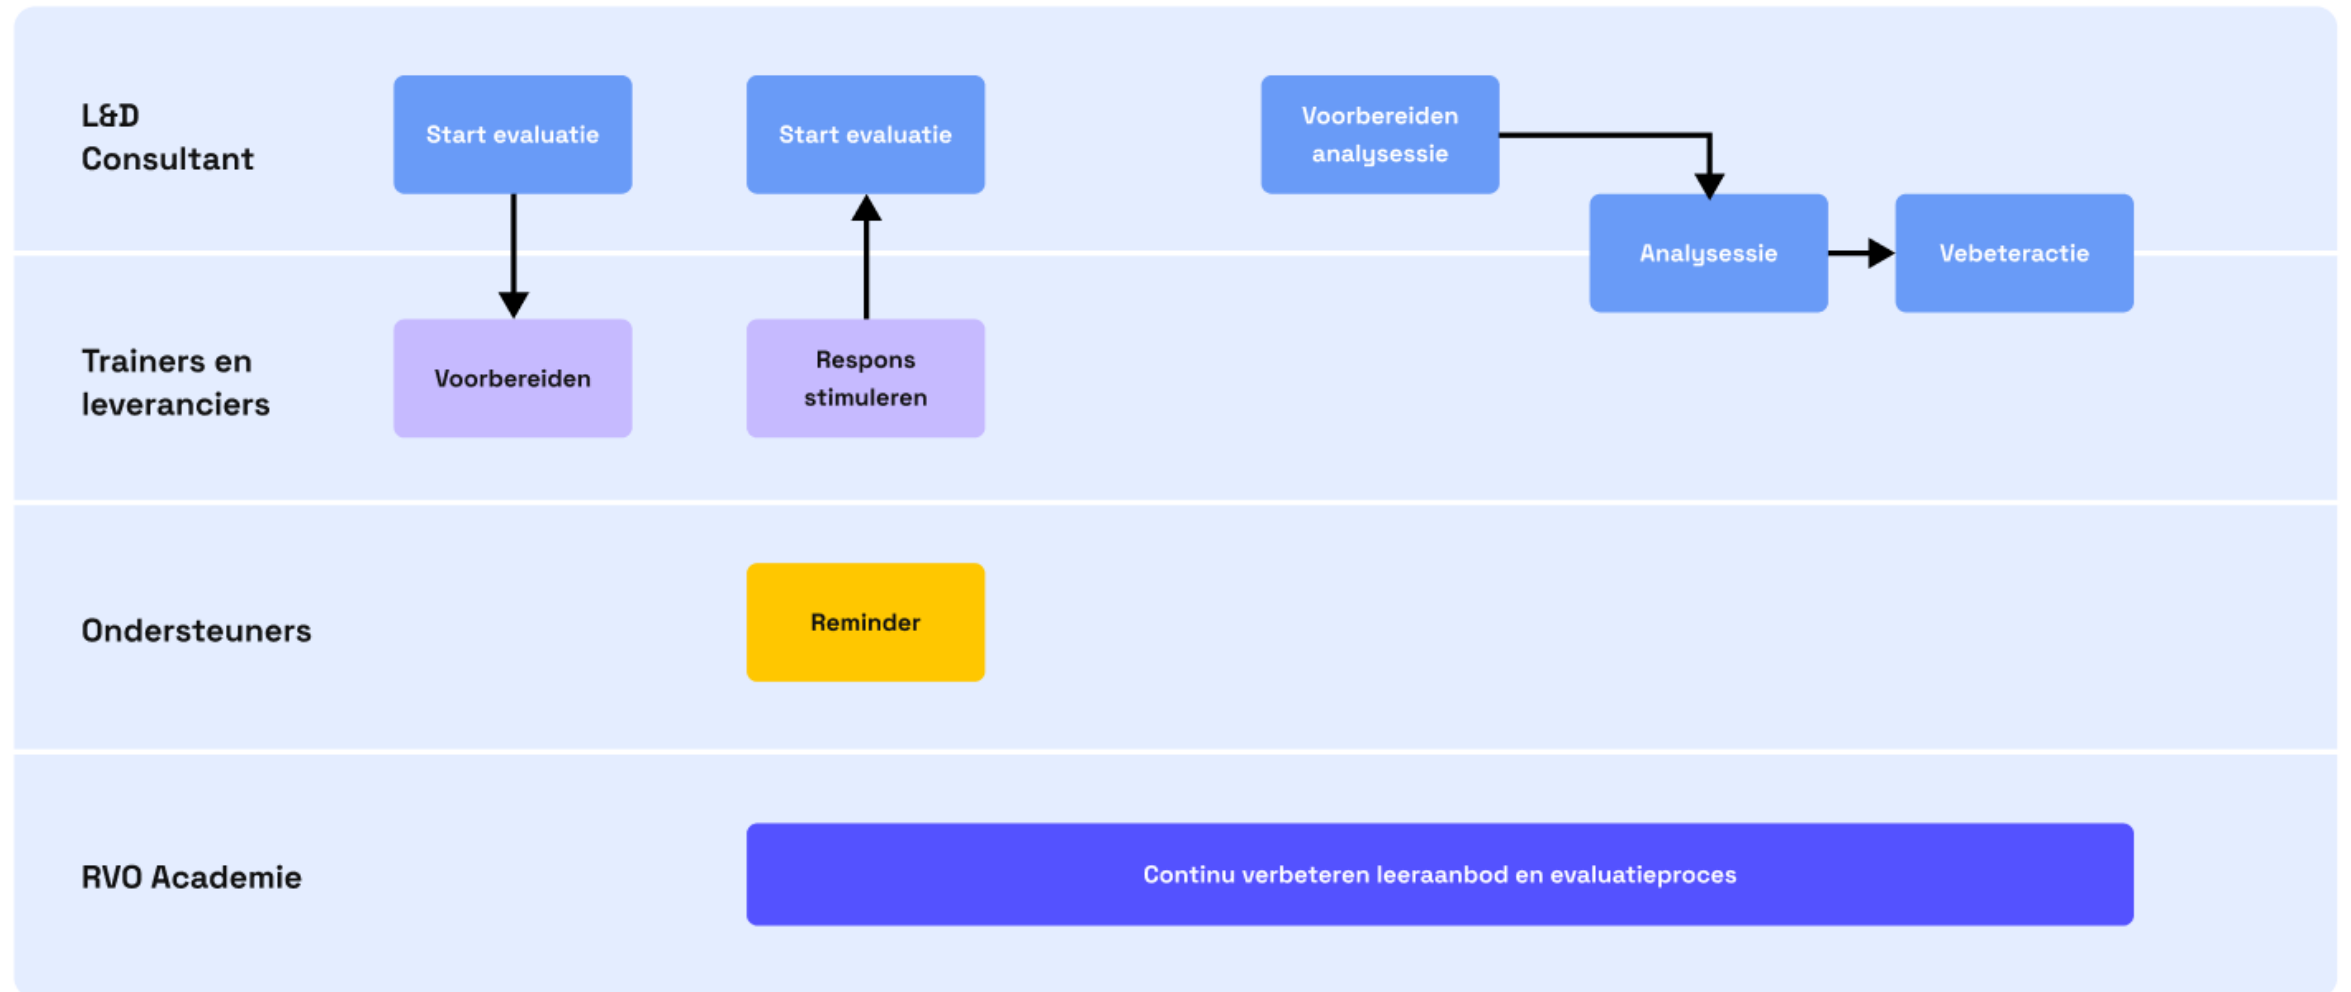 L&D
Consultant
Start evaluatie
Start evaluatie
Voorbereiden
analysessie
Analysessie
Vebeteractie
Trainers en
leveranciers
Voorbereiden
Respons
stimuleren
Ondersteuners
Reminder
RVO Academie
Continu verbeteren leeraanbod en evaluatieproces